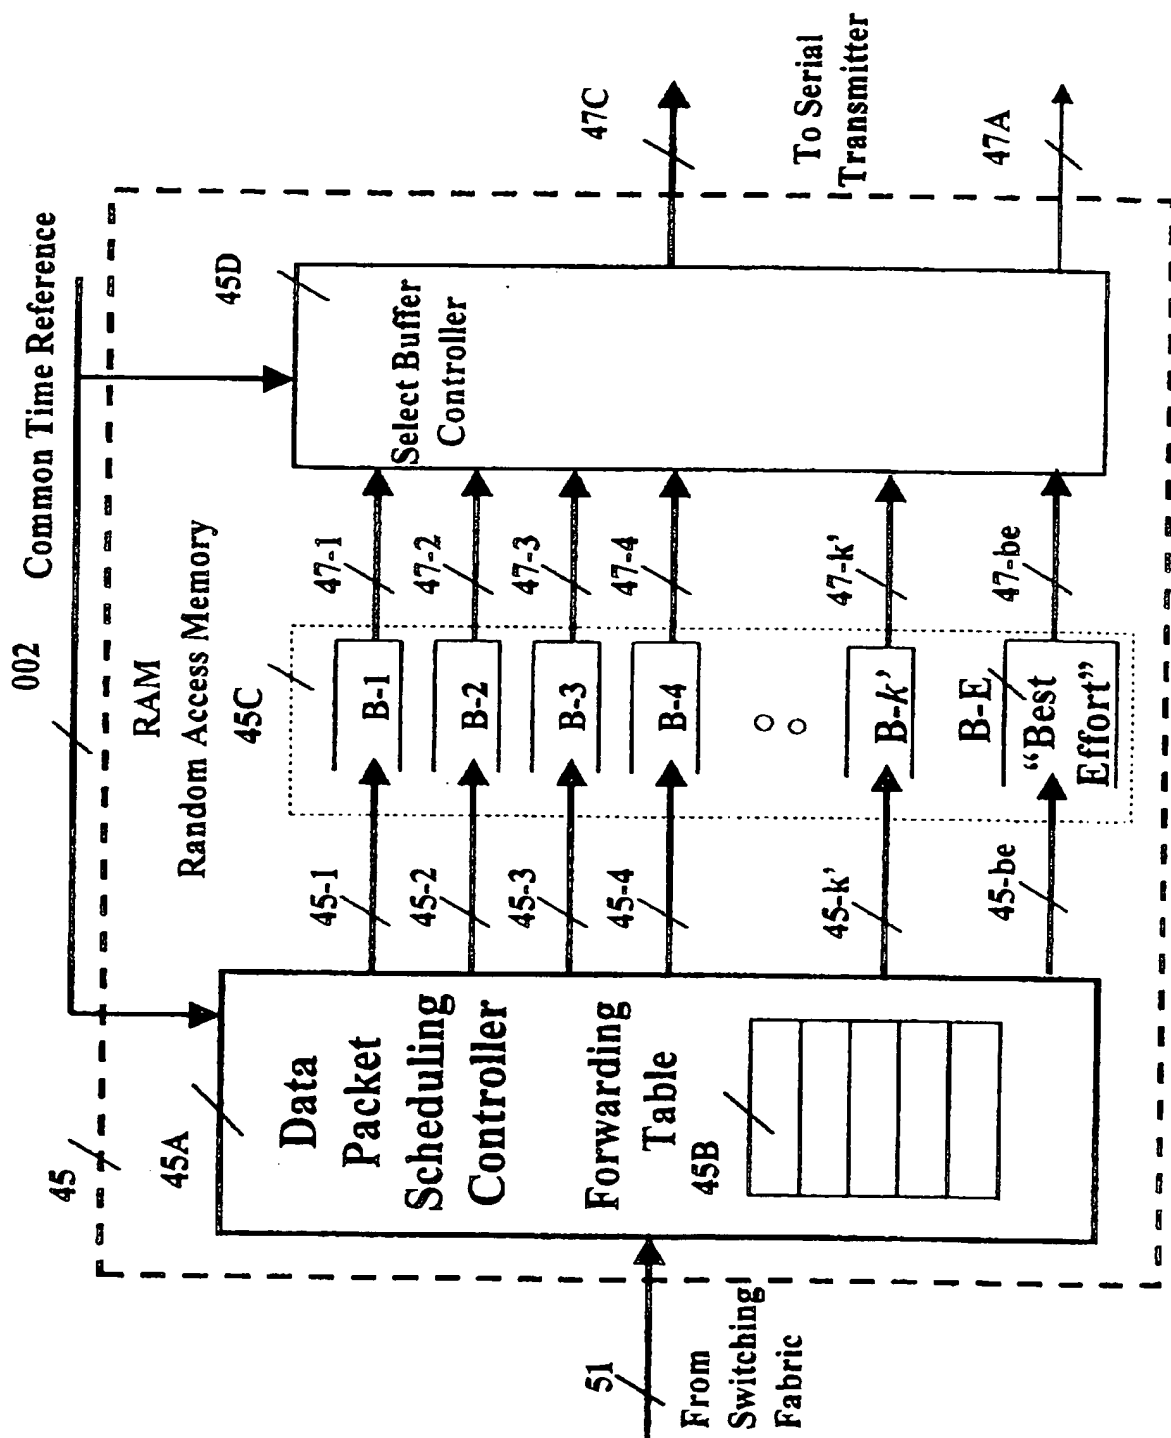 002
Common Time Reference
45
RAM
Random Access Memory
45A
45C
45D
Data
Packet
Scheduling
Controller
Forwarding
Table
45B
45-1
45-2
45-3
45-4
45-k'
45-be
B-1
B-2
B-3
B-4
B-k'
B-E
“Best
Effort”
47-1
47-2
47-3
47-4
47-k'
47-be
Select Buffer
Controller
51
From
Switching
Fabric
47C
To Serial
Transmitter
47A